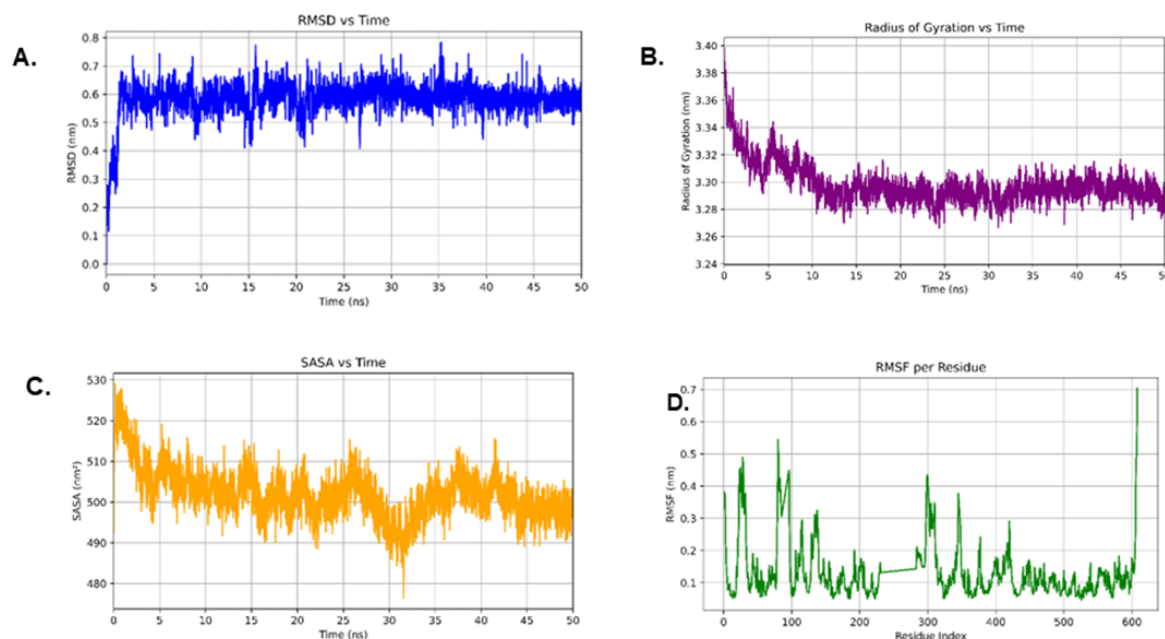 A.
RMSD vs Time
RMSD (nm)
0.8
0.7
0.6
0.5
0.4
0.3
0.2
0.1
0.0
0 5 10 15 20 25 30 35 40 45 50
Time (ns)
B.
Radius of Gyration vs Time
Radius of Gyration (nm)
3.40
3.38
3.36
3.34
3.32
3.30
3.28
3.26
3.24
0 5 10 15 20 25 30 35 40 45 50
Time (ns)
C.
SASA vs Time
SASA (nm²)
530
520
510
500
490
480
0 5 10 15 20 25 30 35 40 45 50
Time (ns)
D.
RMSF per Residue
RMSF (nm)
0.7
0.6
0.5
0.4
0.3
0.2
0.1
0 100 200 300 400 500 600
Residue Index